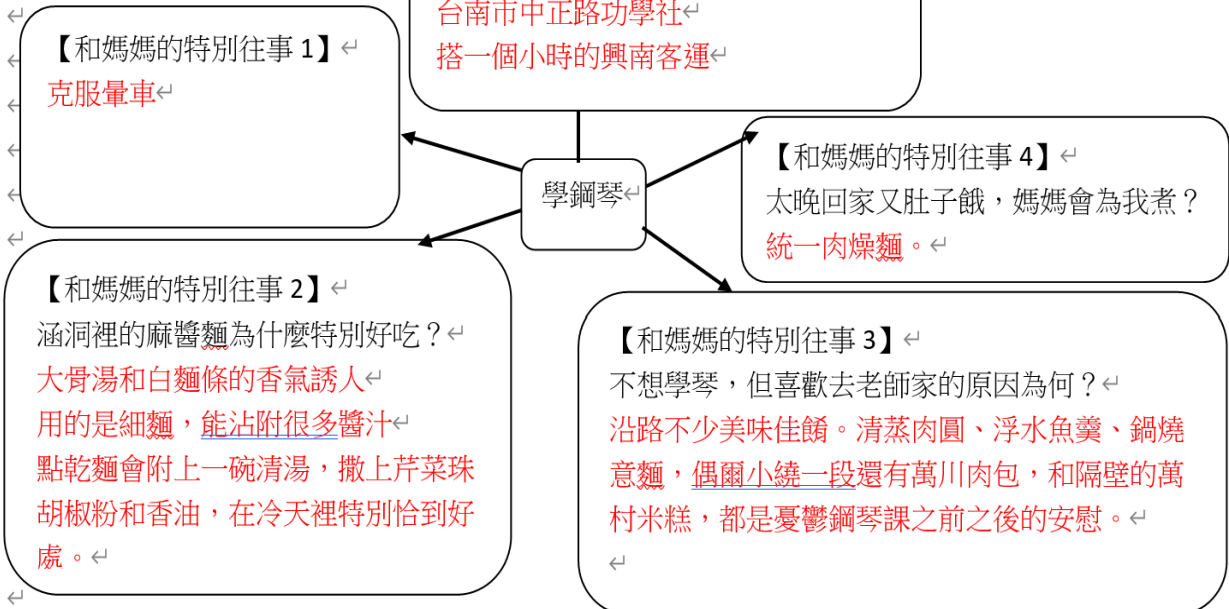 台南市中正路功學社
搭一個小時的興南客運
【和媽媽的特別往事 1】
克服暈車
學鋼琴
【和媽媽的特別往事 4】
太晚回家又肚子餓，媽媽會為我煮？
統一肉燥麵。
【和媽媽的特別往事 2】
涵洞裡的麻醬麵為什麼特別好吃？
大骨湯和白麵條的香氣誘人
用的是細麵，能沾附很多醬汁
點乾麵會附上一碗清湯，撒上芹菜珠
胡椒粉和香油，在冷天裡特別恰到好
處。
【和媽媽的特別往事 3】
不想學琴，但喜歡去老師家的原因為何？
沿路不少美味佳餚。清蒸肉圓、浮水魚羹、鍋燒
意麵，偶爾小繞一段還有萬川肉包，和隔壁的萬
村米糕，都是憂鬱鋼琴課之前之後的安慰。